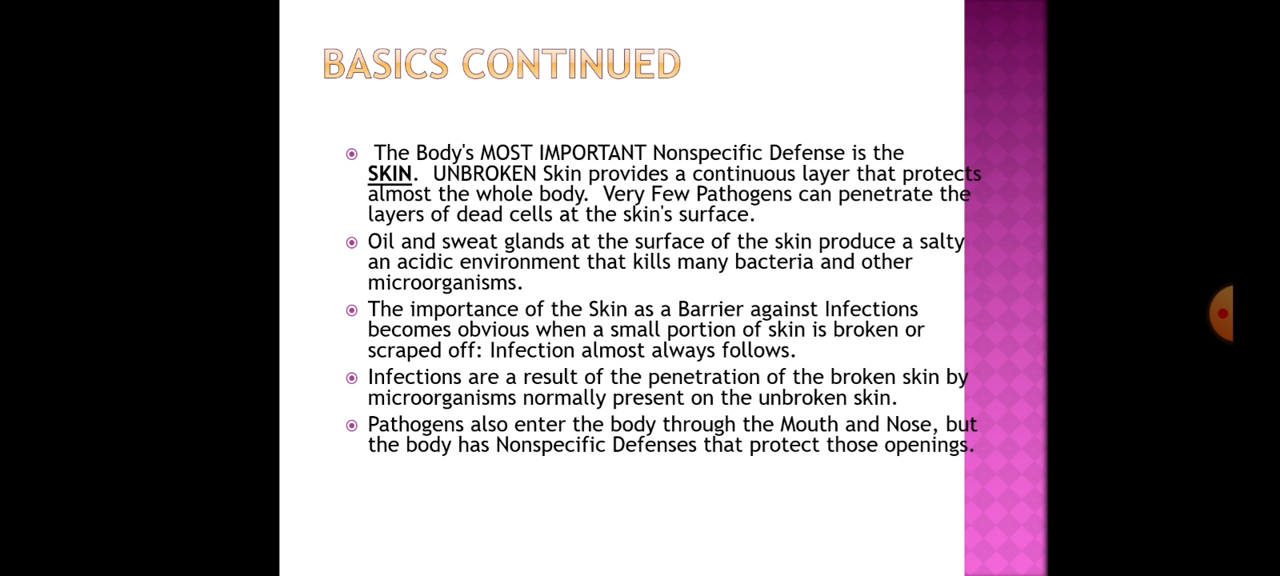 BASICS CONTINUED
The Body's MOST IMPORTANT Nonspecific Defense is the
SKIN. UNBROKEN Skin provides a continuous layer that protects
almost the whole body. Very Few Pathogens can penetrate the
layers of dead cells at the skin's surface.
Oil and sweat glands at the surface of the skin produce a salty
an acidic environment that kills many bacteria and other
microorganisms.
The importance of the Skin as a Barrier against Infections
becomes obvious when a small portion of skin is broken or
scraped off: Infection almost always follows.
Infections are a result of the penetration of the broken skin by
microorganisms normally present on the unbroken skin.
Pathogens also enter the body through the Mouth and Nose, but
the body has Nonspecific Defenses that protect those openings.